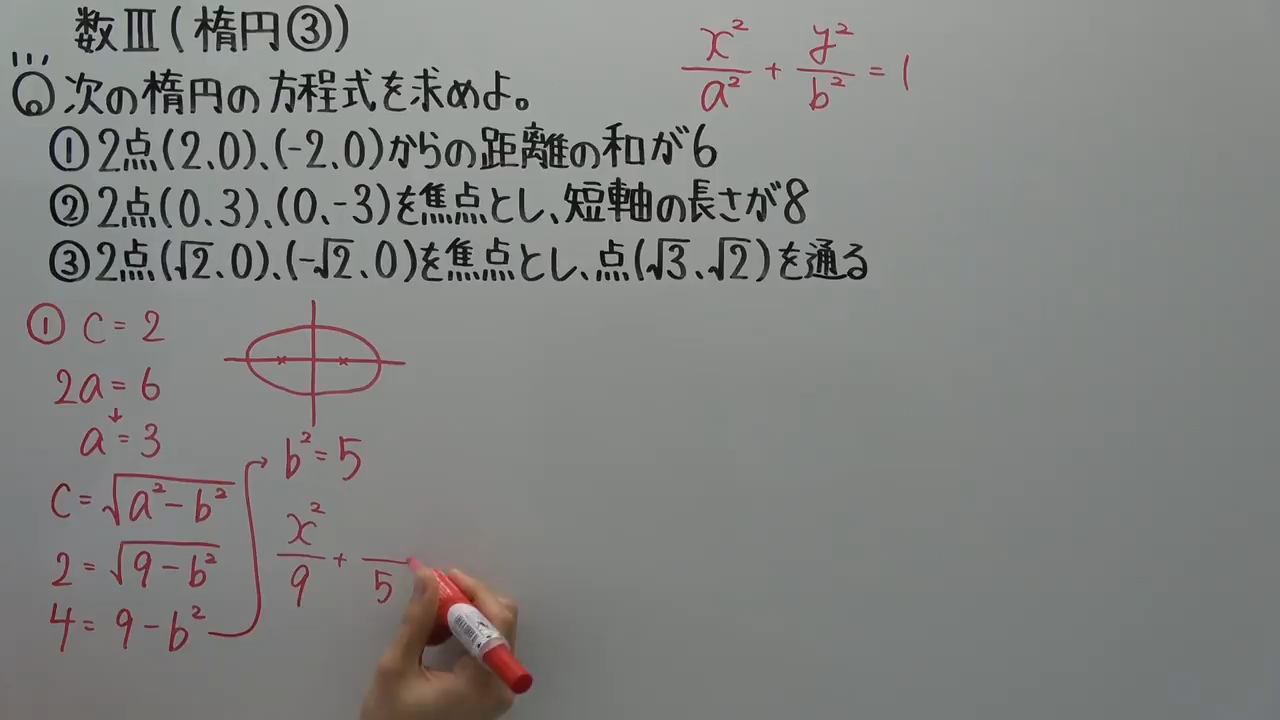 数Ⅲ(楕円③)
Q 次の楕円の方程式を求めよ。
①2点(2、0)、(-2、0)からの距離の和が6
②2点(0、3)、(0、-3)を焦点とし、短軸の長さが8
③2点(√2、0)、(-√2、0)を焦点とし、点(√3、√2)を通る
x²/a² + y²/b² = 1
① C = 2
2a = 6
a = 3
C = √(a² - b²)
2 = √(9 - b²)
4 = 9 - b²
b² = 5
x²/9 + /5